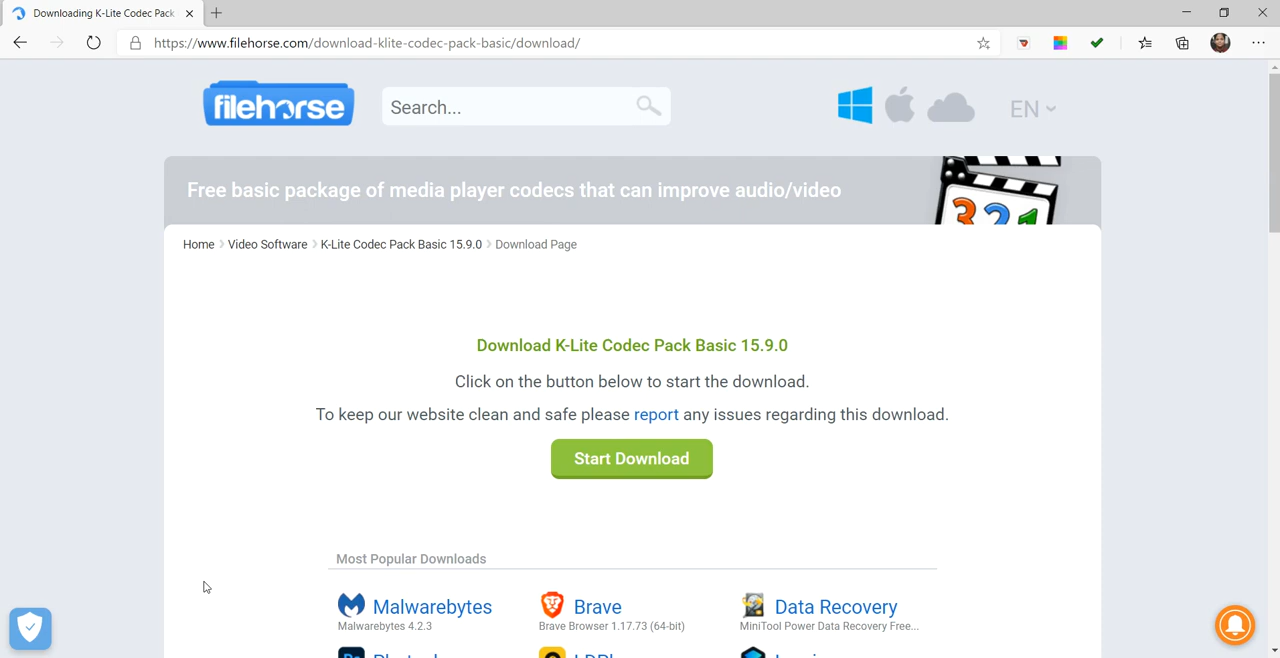 Downloading K-Lite Codec Pack
https://www.filehorse.com/download-klite-codec-pack-basic/download/
filehorse
Search...
EN
Free basic package of media player codecs that can improve audio/video
321
Home > Video Software > K-Lite Codec Pack Basic 15.9.0 > Download Page
Download K-Lite Codec Pack Basic 15.9.0
Click on the button below to start the download.
To keep our website clean and safe please report any issues regarding this download.
Start Download
Most Popular Downloads
Malwarebytes
Malwarebytes 4.2.3
Brave
Brave Browser 1.17.73 (64-bit)
Data Recovery
MiniTool Power Data Recovery Free...